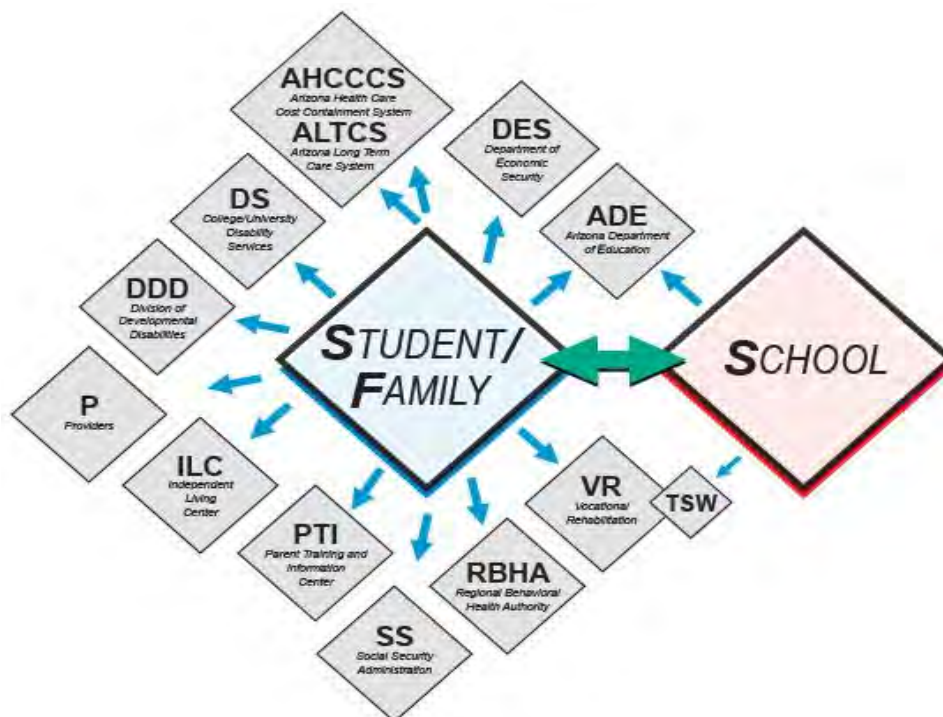 AHCCCS
Arizona Health Care
Cost Containment System
ALTCS
Arizona Long Term
Care System
DES
Department of
Economic
Security
DS
College/University
Disability
Services
ADE
Arizona Department
of Education
DDD
Division of
Developmental
Disabilities
STUDENT/
FAMILY
SCHOOL
P
Providers
ILC
Independent
Living
Center
VR
Vocational
Rehabilitation
TSW
PTI
Parent Training and
Information
Center
RBHA
Regional Behavioral
Health Authority
SS
Social Security
Administration